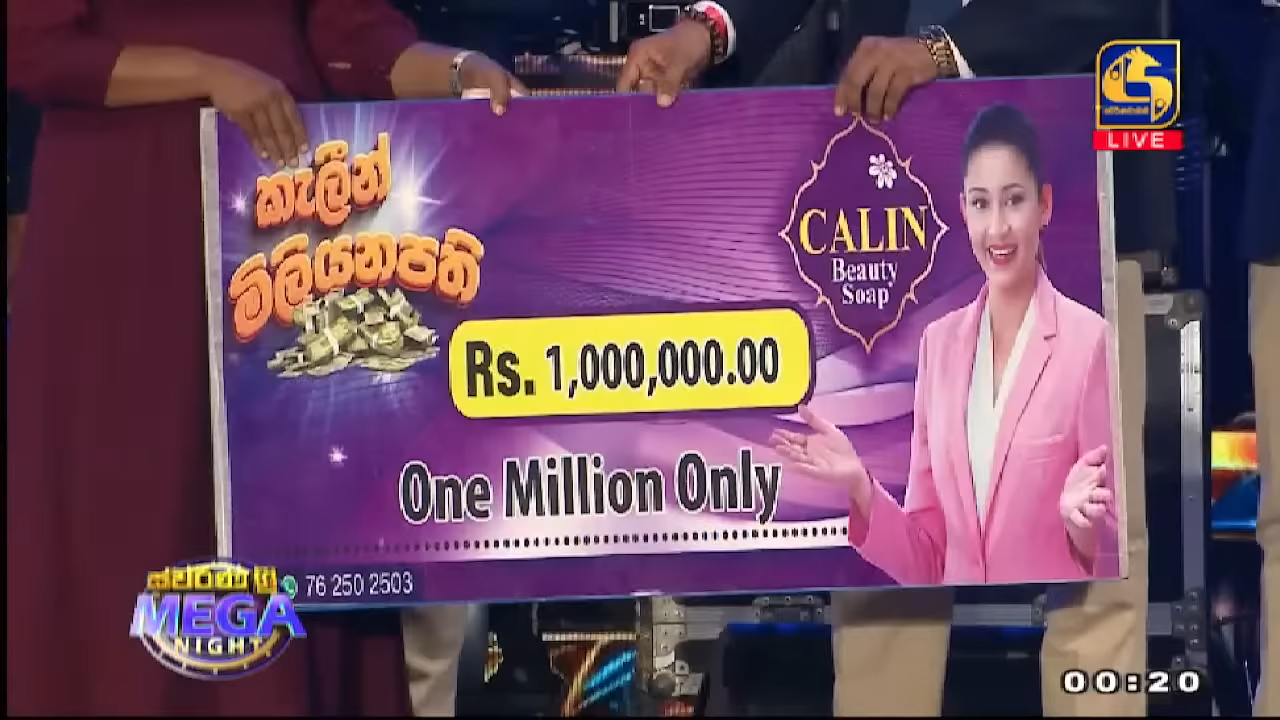 LIVE
කැලීන්
මිලියනපති
CALIN
Beauty
Soap
Rs. 1,000,000.00
One Million Only
76 250 2503
ස්වර්ණ ශ්‍රී
MEGA
NIGHT
00:20